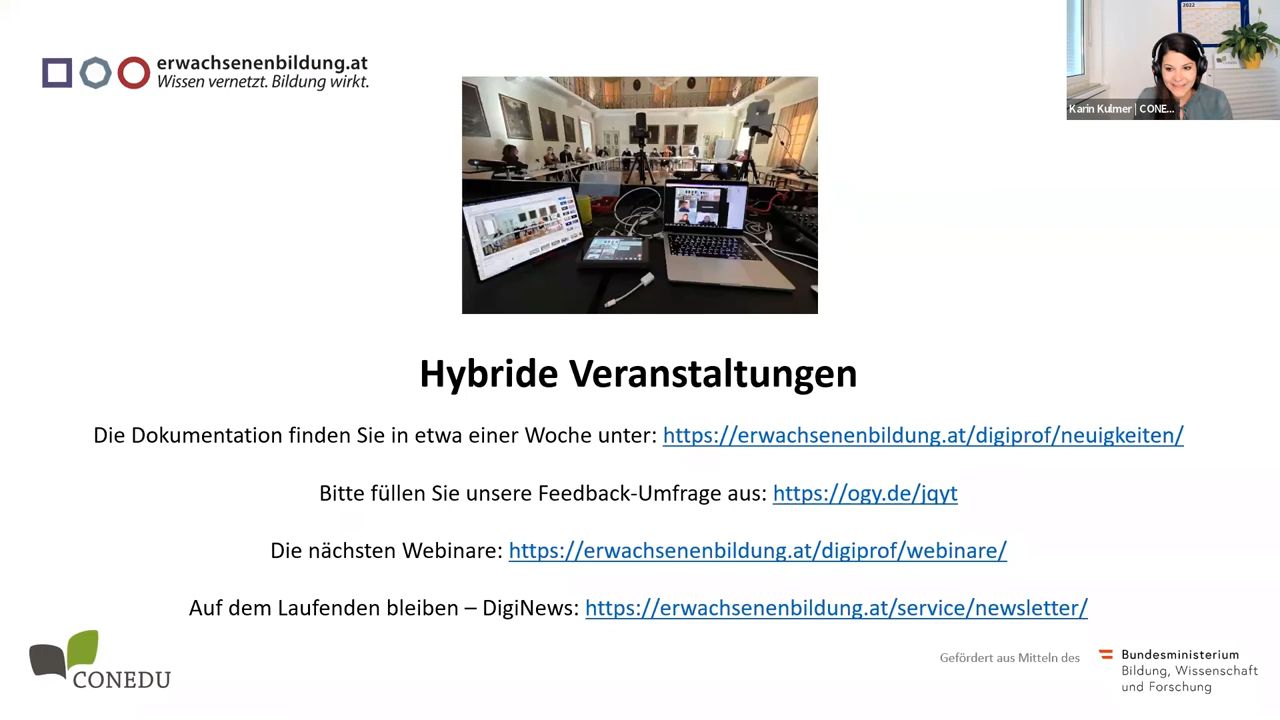 erwachsenenbildung.at
Wissen vernetzt. Bildung wirkt.
2022
Karin Kulmer | CONE...
Hybride Veranstaltungen
Die Dokumentation finden Sie in etwa einer Woche unter: https://erwachsenenbildung.at/digiprof/neuigkeiten/
Bitte füllen Sie unsere Feedback-Umfrage aus: https://ogy.de/jqyt
Die nächsten Webinare: https://erwachsenenbildung.at/digiprof/webinare/
Auf dem Laufenden bleiben – DigiNews: https://erwachsenenbildung.at/service/newsletter/
CONEDU
Gefördert aus Mitteln des
Bundesministerium
Bildung, Wissenschaft
und Forschung